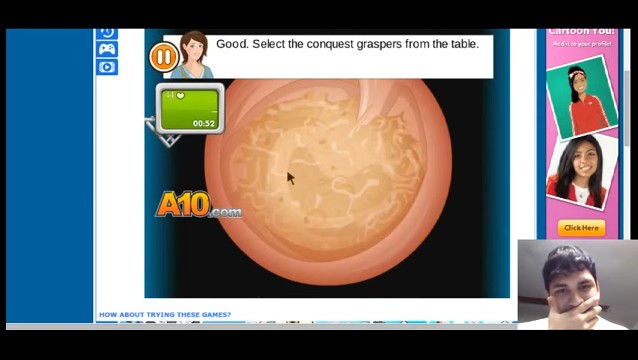 Cartoon You!
Add it to your profile!
Good. Select the conquest graspers from the table.
00:52
A10.com
Click Here
HOW ABOUT TRYING THESE GAMES?